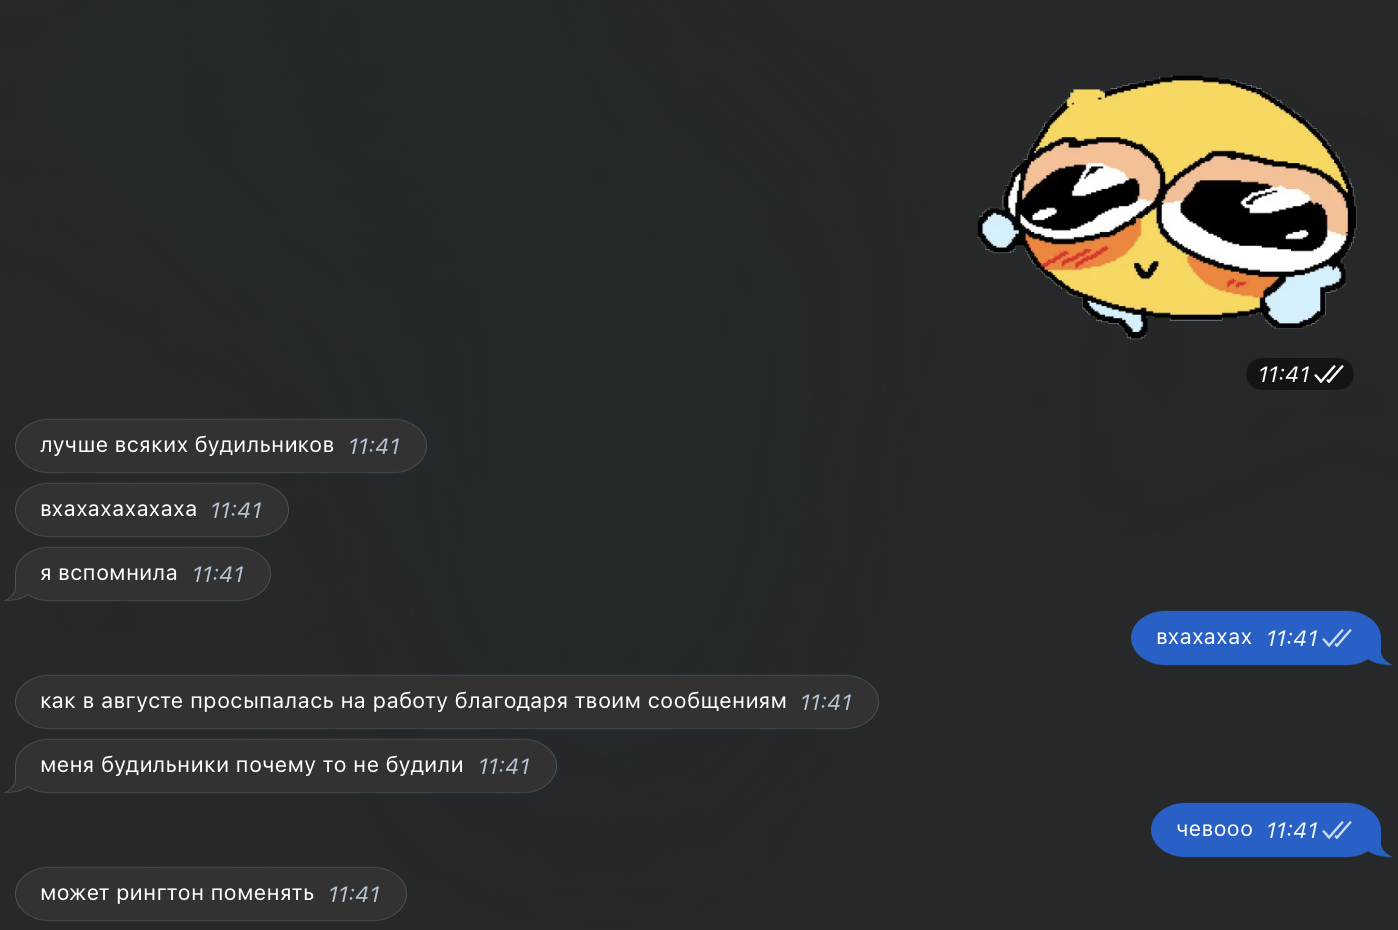 11:41
лучше всяких будильников 11:41
вхахахахахаха 11:41
я вспомнила 11:41
вхахахах 11:41
как в августе просыпалась на работу благодаря твоим сообщениям 11:41
меня будильники почему то не будили 11:41
чевооо 11:41
может рингтон поменять 11:41